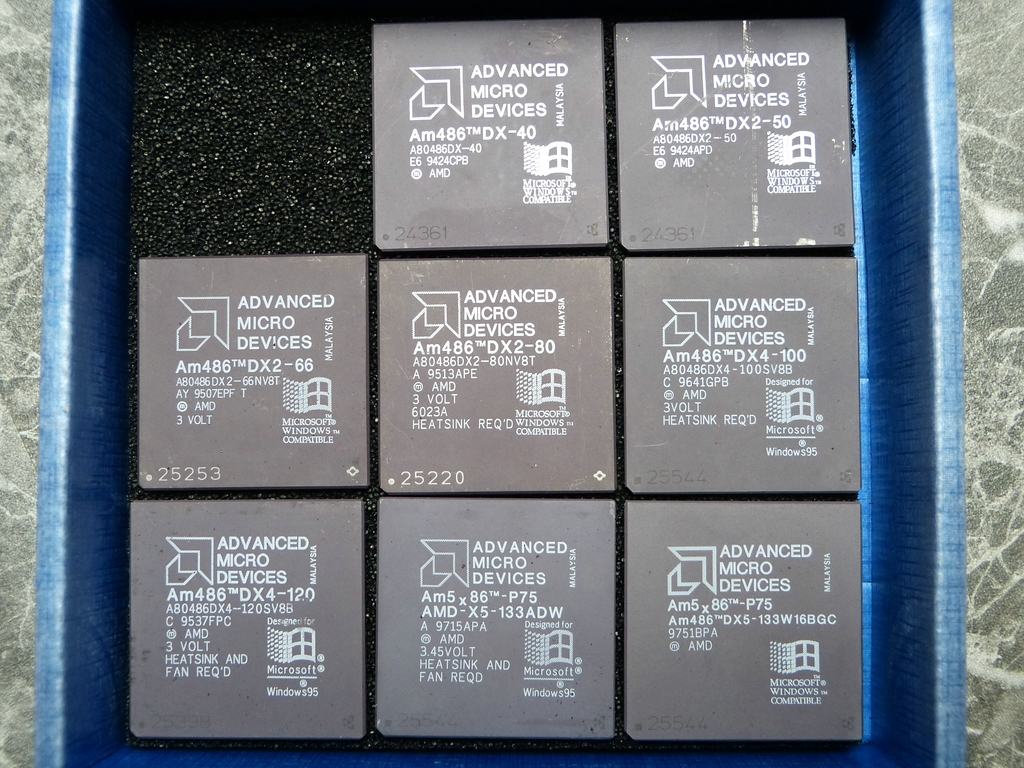 ADVANCED
MICRO
DEVICES
MALAYSIA
Am486™DX-40
A80486DX-40
E6 9424CPB
ⓜ AMD
MICROSOFT®
WINDOWS™
COMPATIBLE
24361
ADVANCED
MICRO
DEVICES
MALAYSIA
Am486™DX2-50
A80486DX2-50
E6 9424APD
ⓜ AMD
MICROSOFT®
WINDOWS™
COMPATIBLE
24361
ADVANCED
MICRO
DEVICES
MALAYSIA
Am486™DX2-66
A80486DX2-66NV8T
AY 9507EPF T
ⓜ AMD
3 VOLT
MICROSOFT®
WINDOWS™
COMPATIBLE
25253
ADVANCED
MICRO
DEVICES
MALAYSIA
Am486™DX2-80
A80486DX2-80NV8T
A 9513APE
ⓜ AMD
3 VOLT
6023A
HEATSINK REQ'D
MICROSOFT®
WINDOWS™
COMPATIBLE
25220
ADVANCED
MICRO
DEVICES
MALAYSIA
Am486™DX4-100
A80486DX4-100SV8B
C 9641GPB
ⓜ AMD
3VOLT
HEATSINK REQ'D
Designed for
Microsoft®
Windows95
25544
ADVANCED
MICRO
DEVICES
MALAYSIA
Am486™DX4-120
A80486DX4-120SV8B
C 9537FPC
ⓜ AMD
3 VOLT
HEATSINK AND
FAN REQ'D
Designed for
Microsoft®
Windows95
25398
ADVANCED
MICRO
DEVICES
MALAYSIA
Am5x86™-P75
AMD-X5-133ADW
A 9715APA
ⓜ AMD
3.45VOLT
HEATSINK AND
FAN REQD
Designed for
Microsoft®
Windows95
25544
ADVANCED
MICRO
DEVICES
MALAYSIA
Am5x86™-P75
Am486™DX5-133W16BGC
9751BPA
ⓜ AMD
MICROSOFT®
WINDOWS™
COMPATIBLE
25544